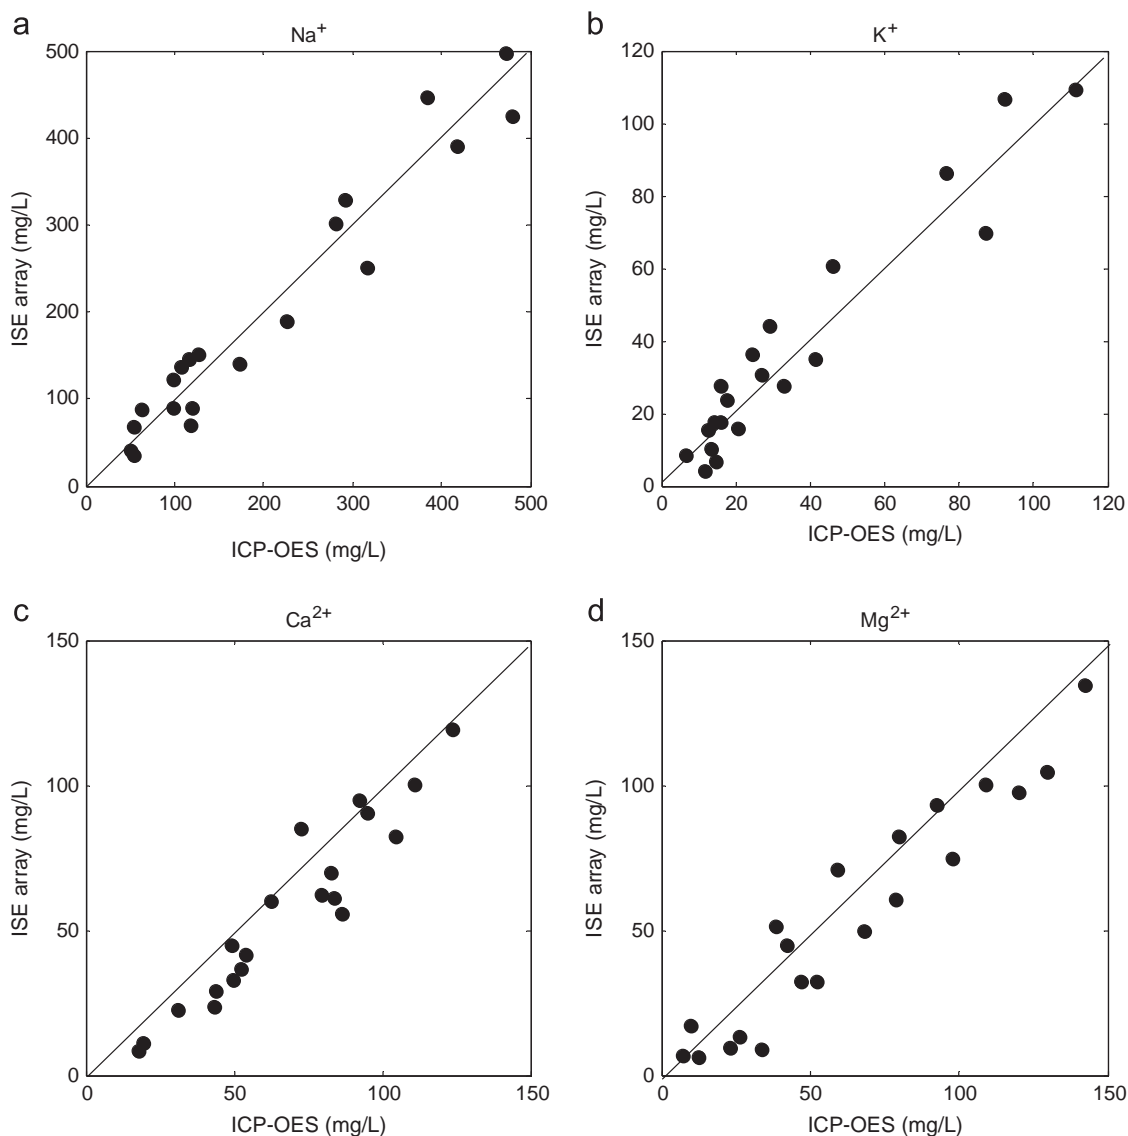 a
Na+
500
400
300
200
100
0
0 100 200 300 400 500
ISE array (mg/L)
ICP-OES (mg/L)
b
K+
120
100
80
60
40
20
0
0 20 40 60 80 100 120
ISE array (mg/L)
ICP-OES (mg/L)
c
Ca2+
150
100
50
0
0 50 100 150
ISE array (mg/L)
ICP-OES (mg/L)
d
Mg2+
150
100
50
0
0 50 100 150
ISE array (mg/L)
ICP-OES (mg/L)